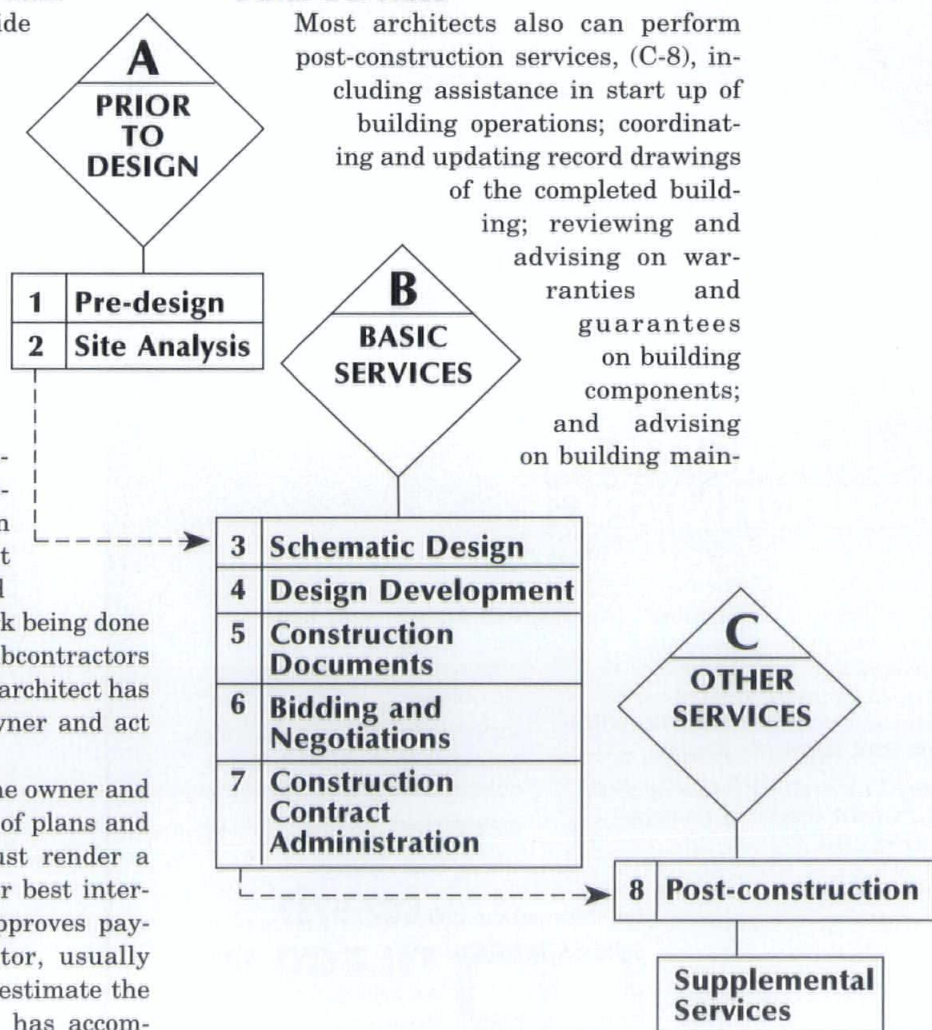 ide
A
PRIOR
TO
DESIGN
1 Pre-design
2 Site Analysis
Most architects also can perform
post-construction services, (C-8), in-
cluding assistance in start up of
building operations; coordinat-
ing and updating record drawings
of the completed build-
ing; reviewing and
advising on war-
ranties and
guarantees
on building
components;
and advising
on building main-
B
BASIC
SERVICES
3 Schematic Design
4 Design Development
5 Construction
Documents
6 Bidding and
Negotiations
7 Construction
Contract
Administration
-
-
n
t
l
k being done
bcontractors
architect has
wner and act
ne owner and
of plans and
ust render a
r best inter-
pproves pay-
tor, usually
estimate the
has accom-
C
OTHER
SERVICES
8 Post-construction
Supplemental
Services